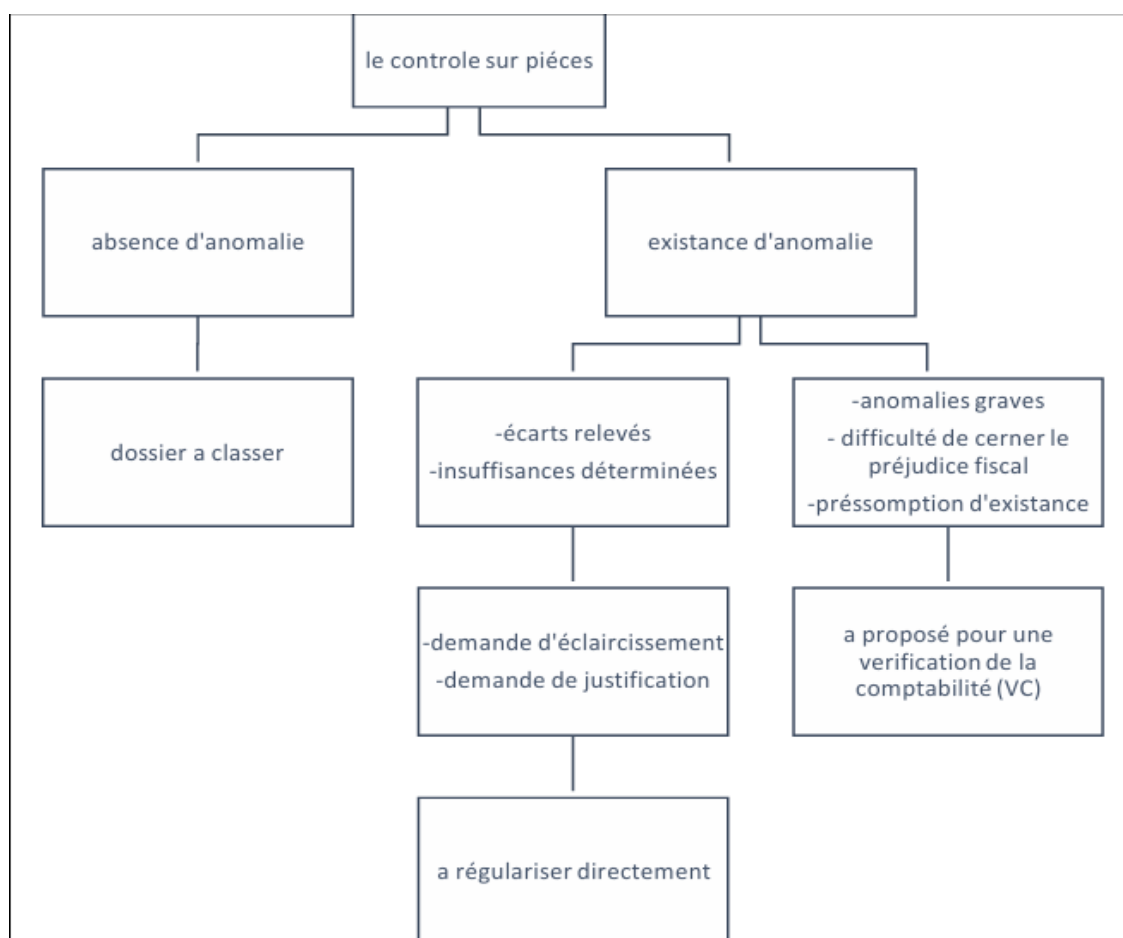 le controle sur piéces
absence d'anomalie
existance d'anomalie
dossier a classer
-écarts relevés
-insuffisances déterminées
-anomalies graves
- difficulté de cerner le
préjudice fiscal
-préssomption d'existance
-demande d'éclaircissement
-demande de justification
a proposé pour une
verification de la
comptabilité (VC)
a régulariser directement